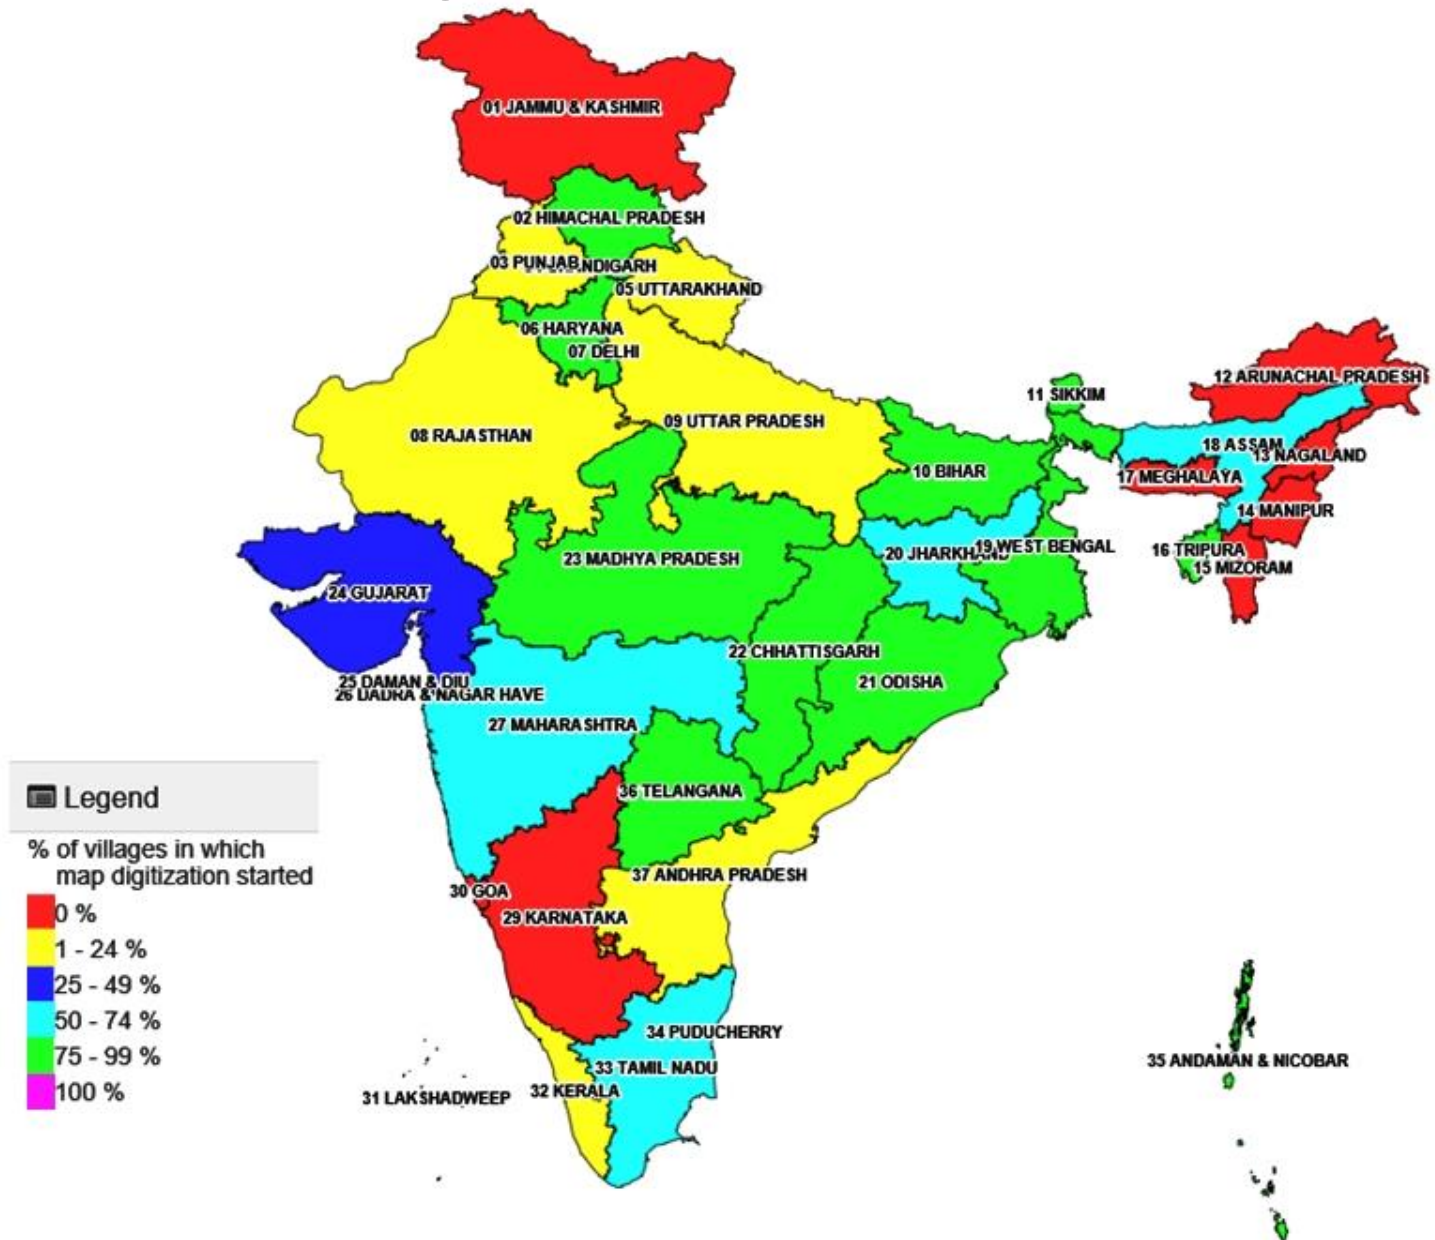 01 JAMMU & KASHMIR
02 HIMACHAL PRADESH
03 PUNJAB
NDIGARH
05 UTTARAKHAND
06 HARYANA
07 DELHI
12 ARUNACHAL PRADESH
11 SIKKIM
09 UTTAR PRADESH
08 RAJASTHAN
18 ASSAM
13 NAGALAND
10 BIHAR
17 MEGHALAYA
14 MANIPUR
19 WEST BENGAL
16 TRIPURA
20 JHARKHAND
23 MADHYA PRADESH
15 MIZORAM
24 GUJARAT
22 CHHATTISGARH
21 ODISHA
25 DAMAN & DIU
26 DADRA & NAGAR HAVE
27 MAHARASHTRA
36 TELANGANA
Legend
% of villages in which
map digitization started
0 %
1 - 24 %
25 - 49 %
50 - 74 %
75 - 99 %
100 %
37 ANDHRA PRADESH
30 GOA
29 KARNATAKA
34 PUDUCHERRY
35 ANDAMAN & NICOBAR
33 TAMIL NADU
32 KERALA
31 LAKSHADWEEP